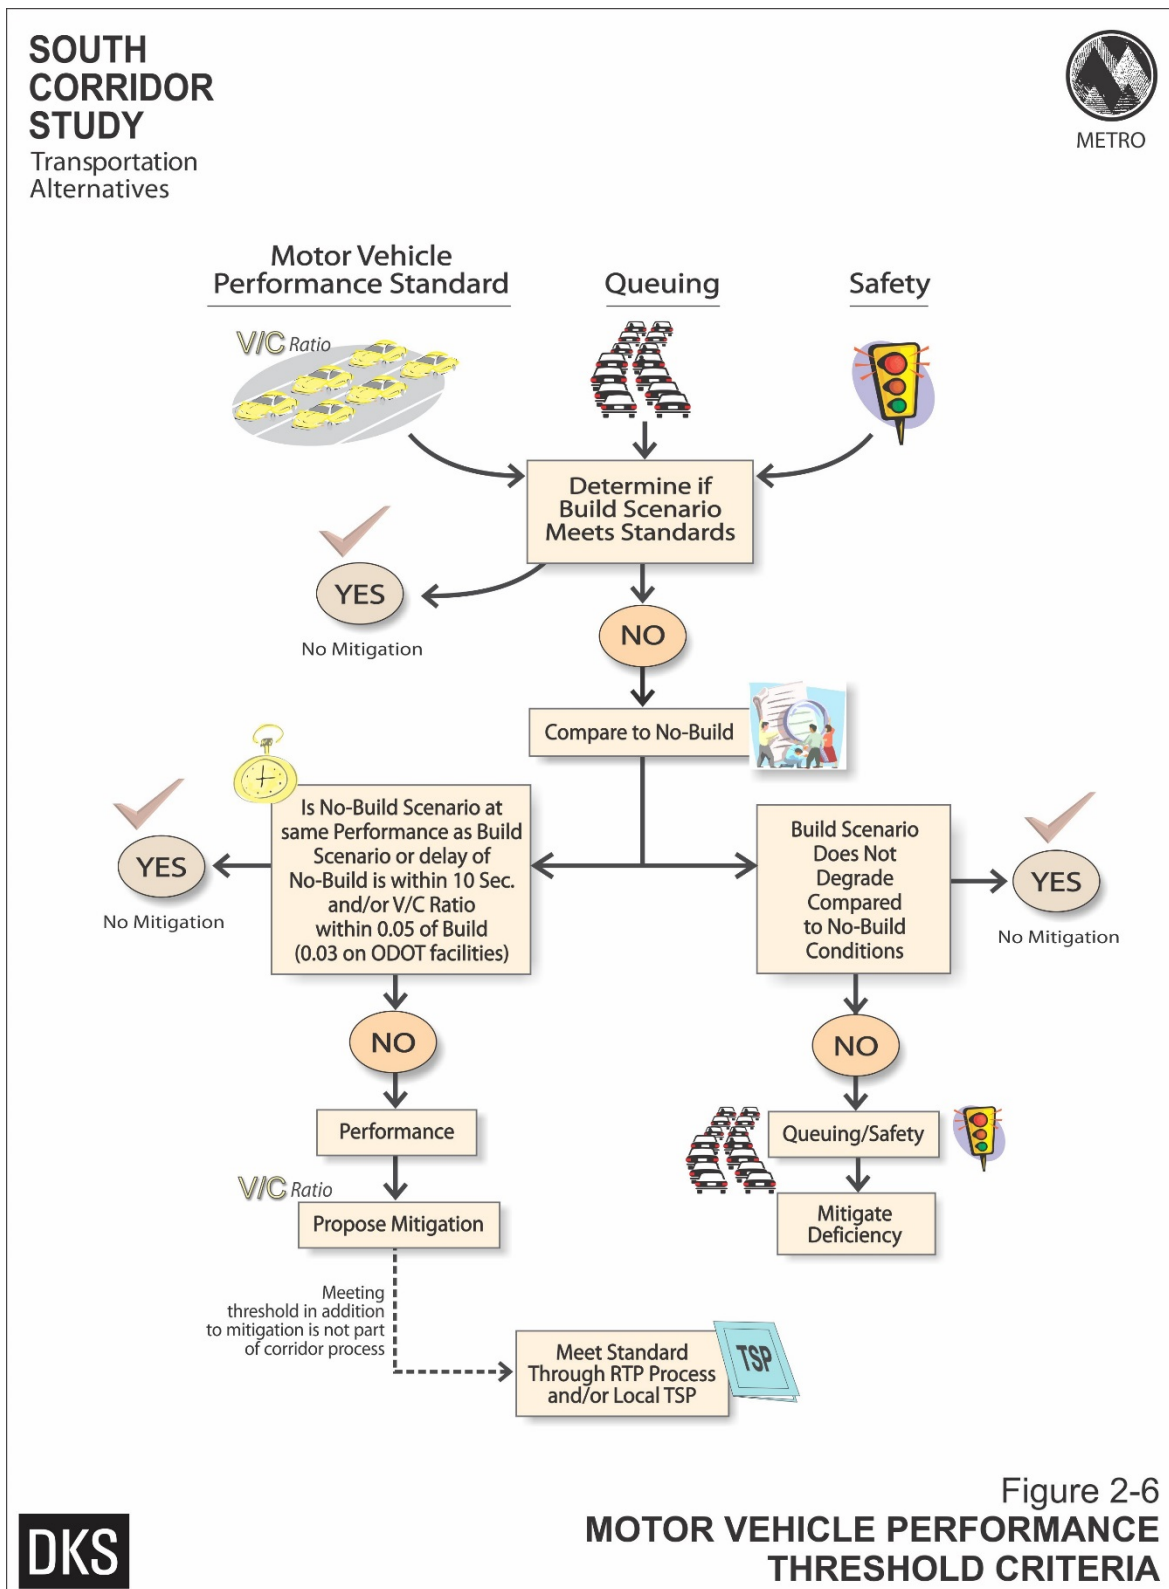 SOUTH
CORRIDOR
STUDY
Transportation
Alternatives
METRO
Motor Vehicle
Performance Standard
Queuing
Safety
V/C Ratio
Determine if
Build Scenario
Meets Standards
YES
No Mitigation
NO
Compare to No-Build
Is No-Build Scenario at
same Performance as Build
Scenario or delay of
No-Build is within 10 Sec.
and/or V/C Ratio
within 0.05 of Build
(0.03 on ODOT facilities)
YES
No Mitigation
Build Scenario
Does Not
Degrade
Compared
to No-Build
Conditions
YES
No Mitigation
NO
Performance
V/C Ratio
Propose Mitigation
NO
Queuing/Safety
Mitigate
Deficiency
Meeting
threshold in addition
to mitigation is not part
of corridor process
Meet Standard
Through RTP Process
and/or Local TSP
TSP
Figure 2-6
MOTOR VEHICLE PERFORMANCE
THRESHOLD CRITERIA
DKS